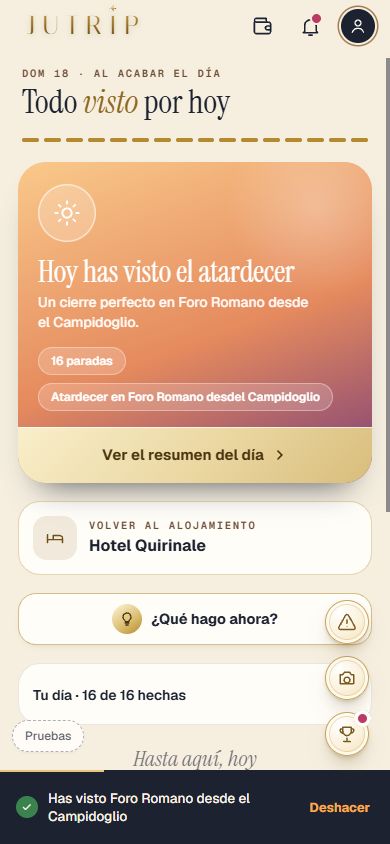 JUTRIP
DOM 18 · AL ACABAR EL DÍA
Todo visto por hoy
Hoy has visto el atardecer
Un cierre perfecto en Foro Romano desde
el Campidoglio.
16 paradas
Atardecer en Foro Romano desdel Campidoglio
Ver el resumen del día
VOLVER AL ALOJAMIENTO
Hotel Quirinale
¿Qué hago ahora?
Tu día · 16 de 16 hechas
Pruebas
Hasta aquí, hoy
Has visto Foro Romano desde el
Campidoglio
Deshacer